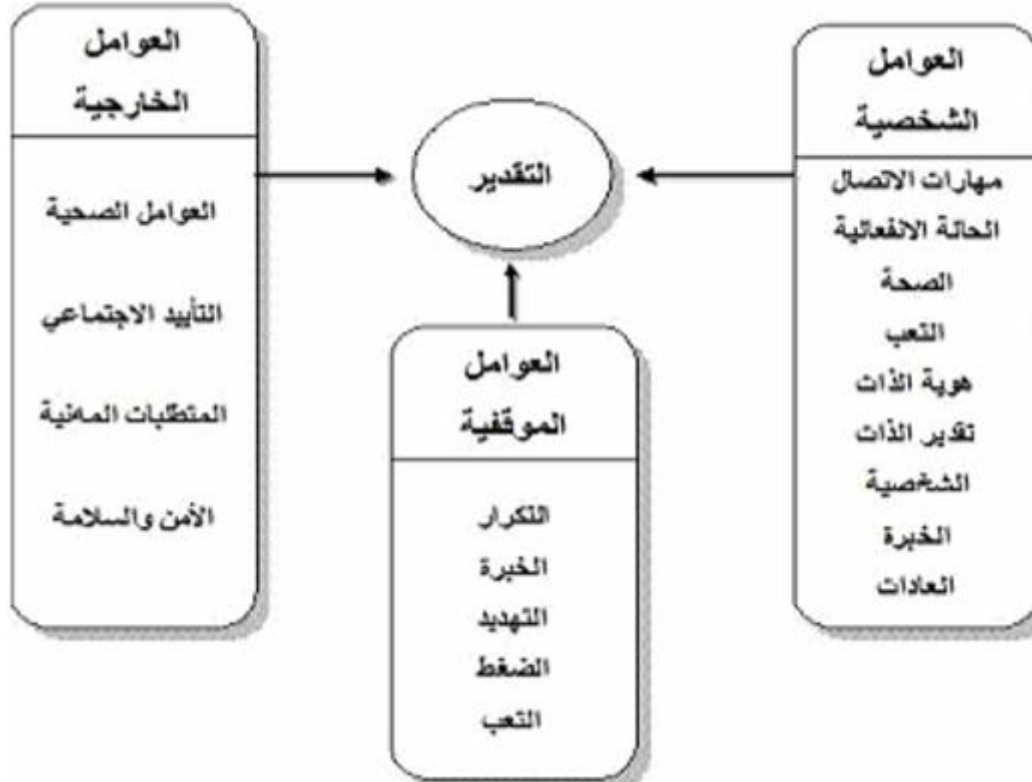 العوامل
الشخصية
مهارات الاتصال
الحالة الانفعالية
الصحة
التعب
هوية الذات
تقدير الذات
الشخصية
الخبرة
العادات
التقدير
العوامل
الخارجية
العوامل الصحية
التأييد الاجتماعي
المتطلبات المهنية
الأمن والسلامة
العوامل
الموقفية
التكرار
الخبرة
التهديد
الضغط
التعب